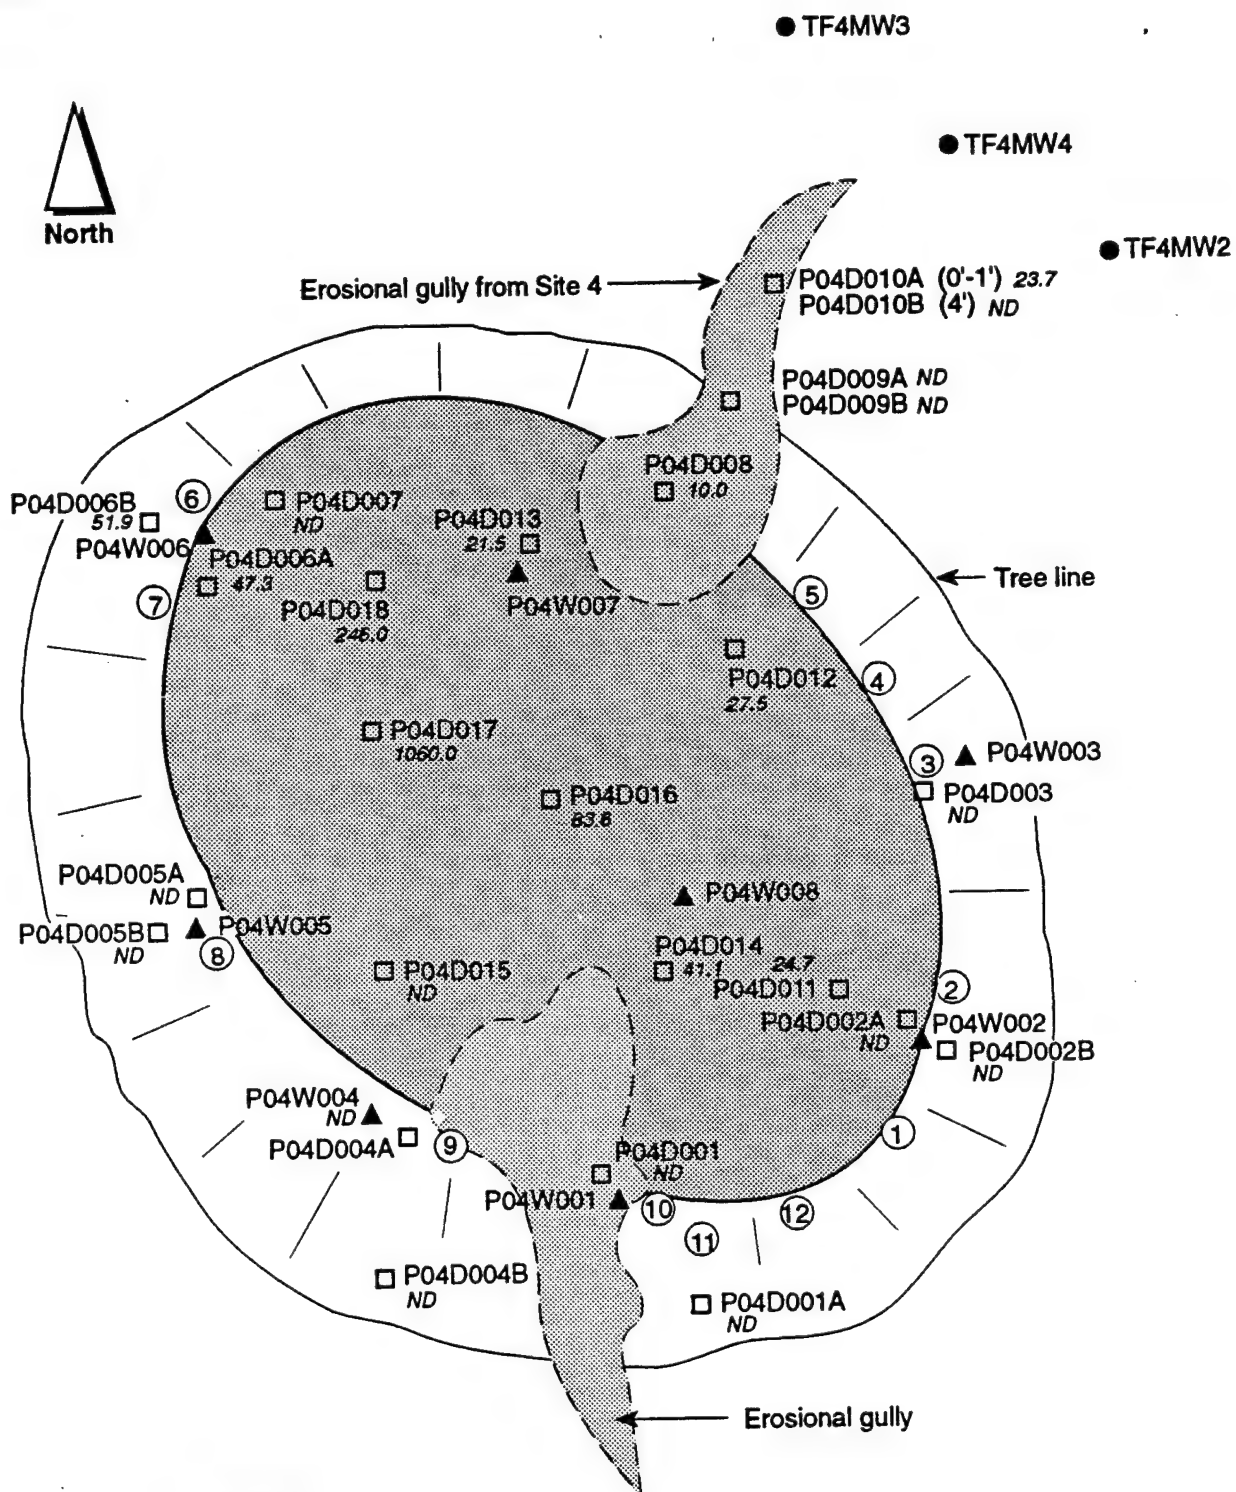 TF4MW3
TF4MW4
North
TF4MW2
Erosional gully from Site 4
P04D010A (0'-1') 23.7
P04D010B (4') ND
P04D009A ND
P04D009B ND
P04D008
10.0
6
P04D006B
51.9
P04D007
ND
P04D013
21.5
P04W006
P04D006A
47.3
7
P04D018
246.0
P04W007
Tree line
5
P04D012
27.5
4
P04D017
1060.0
3
P04W003
P04D003
ND
P04D016
83.6
P04D005A
ND
P04W008
P04D005B
ND
P04W005
8
P04D014
41.1
24.7
P04D011
P04D015
ND
2
P04D002A
ND
P04W002
P04D002B
ND
P04W004
ND
P04D004A
9
1
P04D001
ND
P04W001
10
12
11
P04D004B
ND
P04D001A
ND
Erosional gully